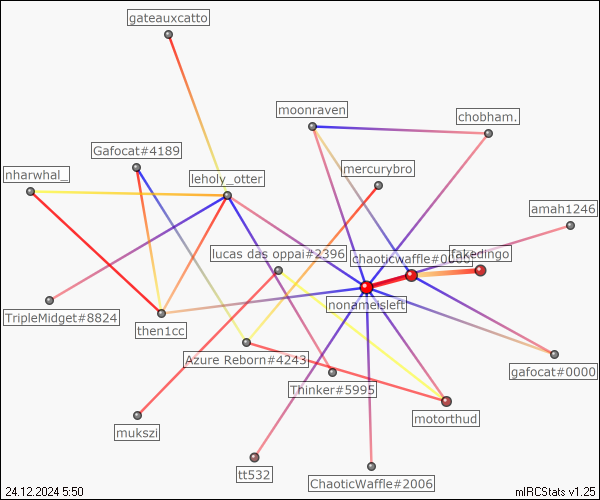 gateauxcatto
moonraven
chobham.
Gafocat#4189
mercurybro
nharwhal_
leholy_otter
amah1246
lucas das oppai#2396
fakedingo
nonameisleft
TripleMidget#8824
then1cc
Azure Reborn#4243
gafocat#0000
Thinker#5995
motorthud
mukszi
tt532
ChaoticWaffle#2006
24.12.2024 5:50
mIRCStats v1.25